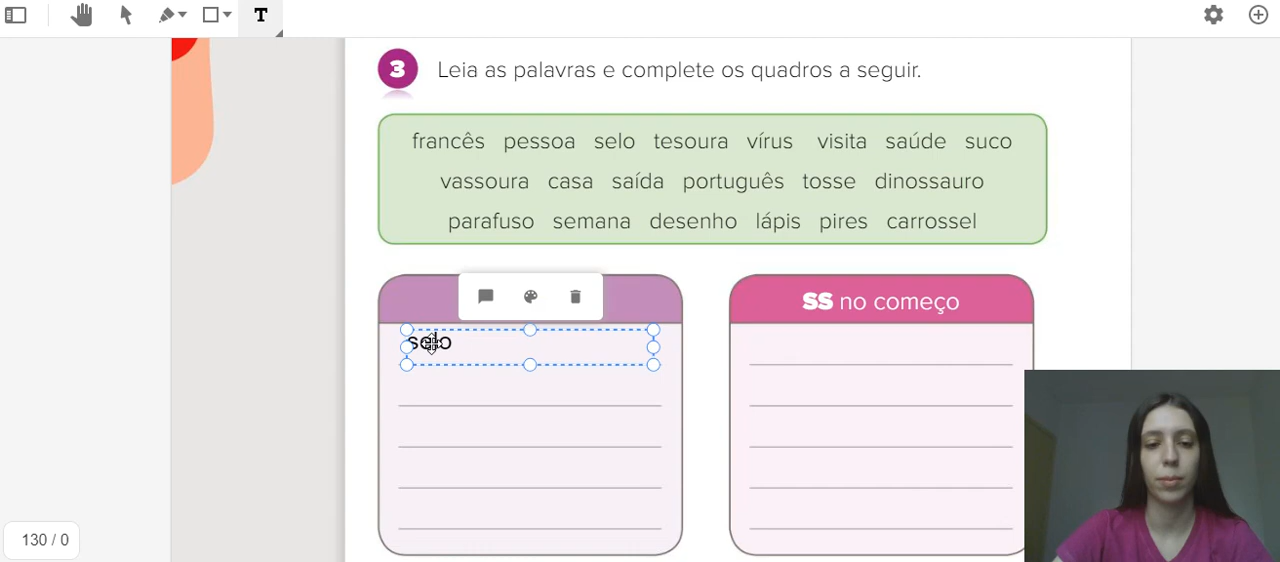 T
3 Leia as palavras e complete os quadros a seguir.
francês pessoa selo tesoura vírus visita saúde suco
vassoura casa saída português tosse dinossauro
parafuso semana desenho lápis pires carrossel
SS no começo
selo
130 / 0